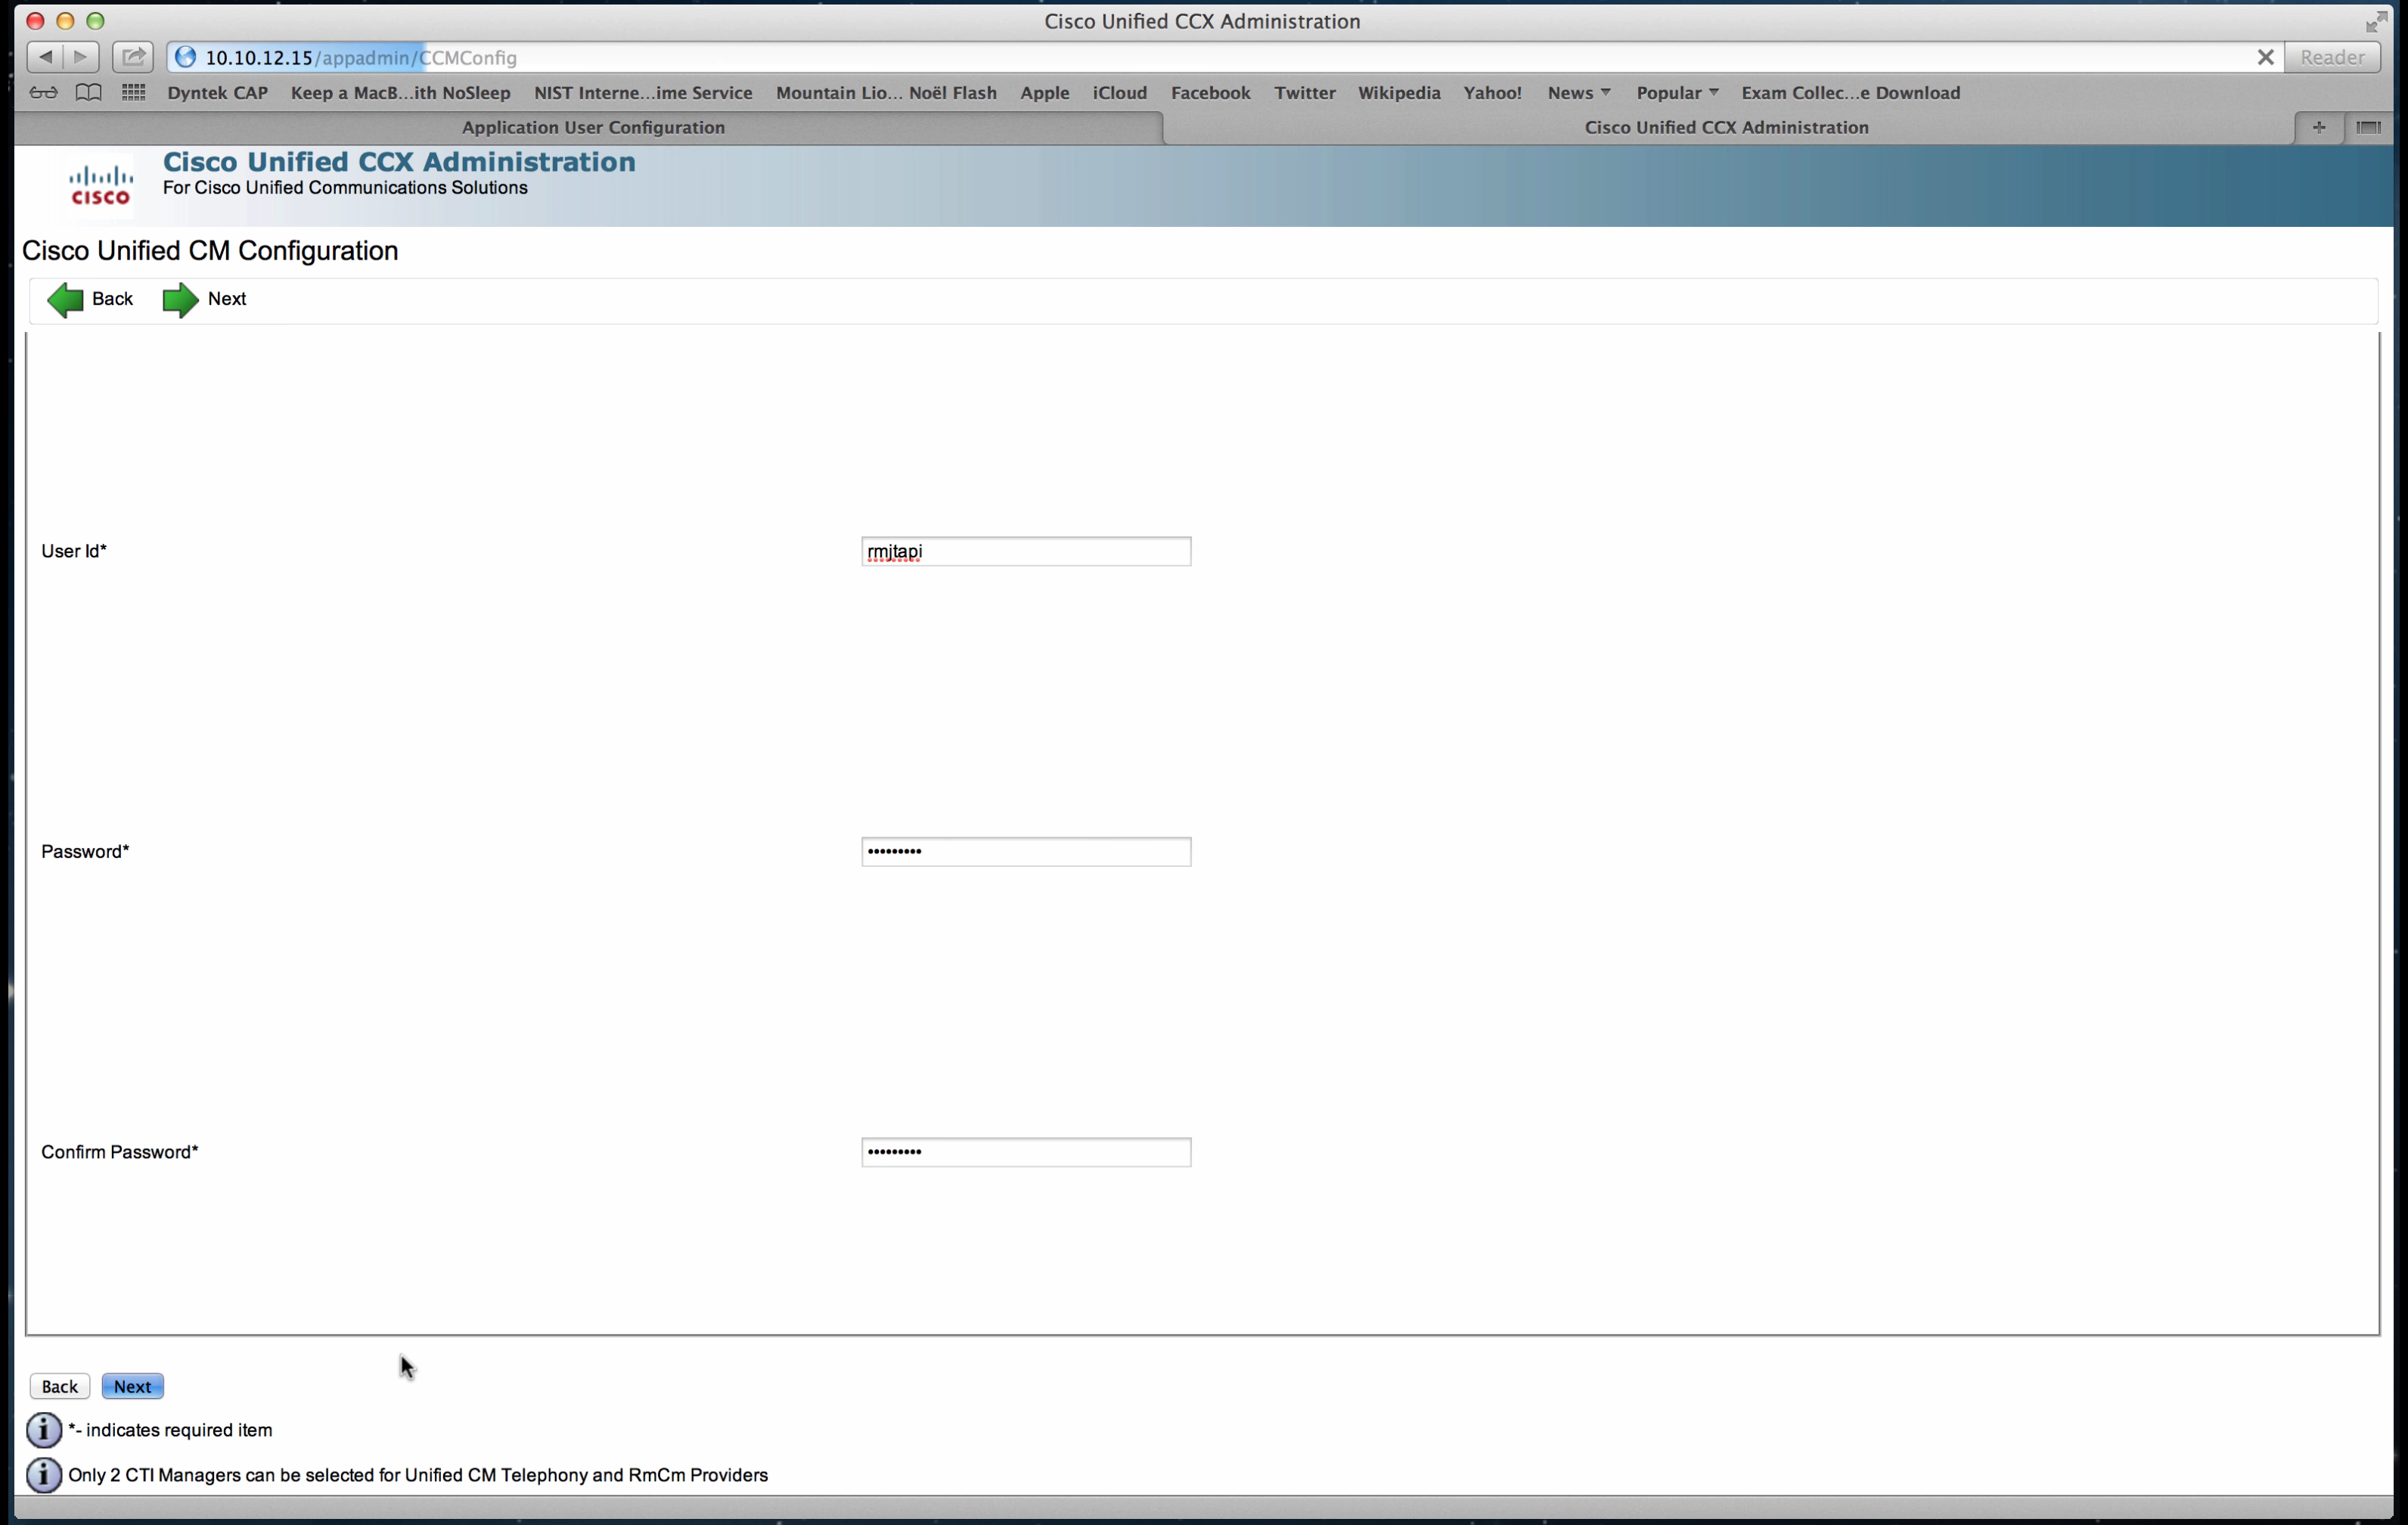 Cisco Unified CCX Administration
10.10.12.15/appadmin/CCMConfig
Reader
Dyntek CAP Keep a MacB...ith NoSleep NIST Interne...ime Service Mountain Lio... Noël Flash Apple iCloud Facebook Twitter Wikipedia Yahoo! News Popular Exam Collec...e Download
Application User Configuration Cisco Unified CCX Administration
CISCO
Cisco Unified CCX Administration
For Cisco Unified Communications Solutions
Cisco Unified CM Configuration
Back Next
User Id* rmjtapi
Password* •••••••••
Confirm Password* •••••••••
Back Next
*- indicates required item
Only 2 CTI Managers can be selected for Unified CM Telephony and RmCm Providers